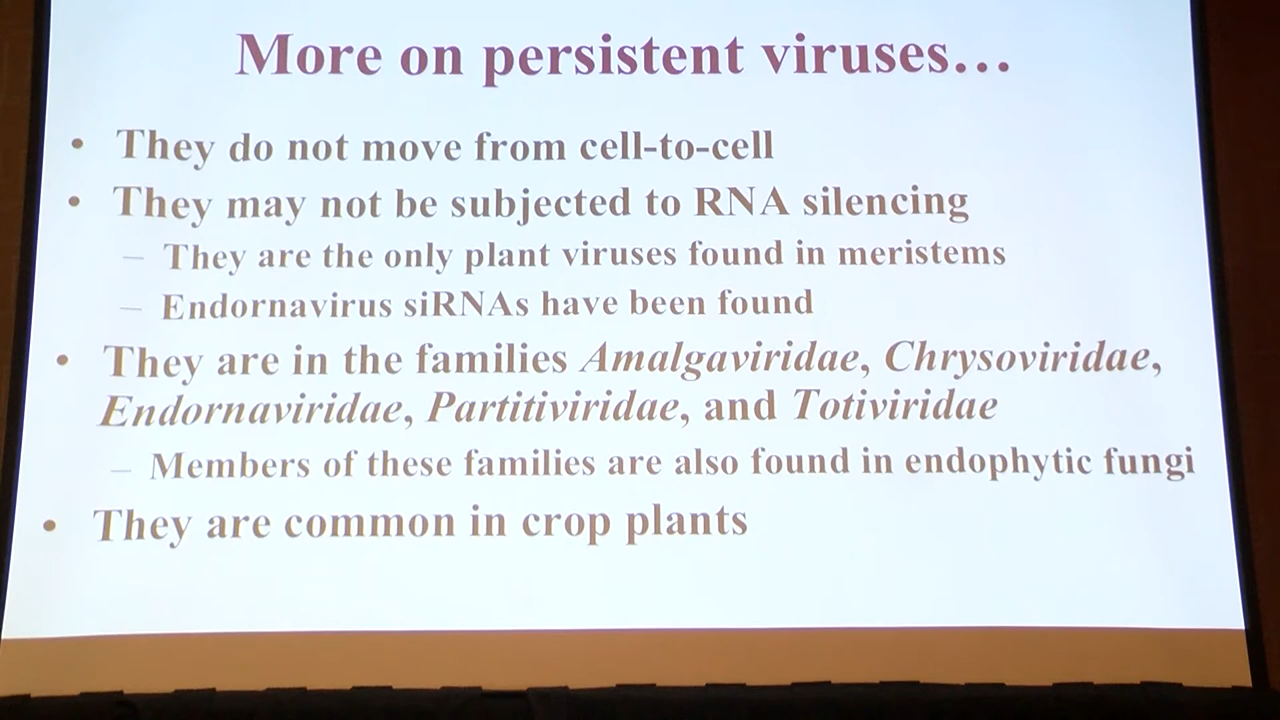 More on persistent viruses…
• They do not move from cell-to-cell
• They may not be subjected to RNA silencing
– They are the only plant viruses found in meristems
– Endornavirus siRNAs have been found
• They are in the families Amalgaviridae, Chrysoviridae,
Endornaviridae, Partitiviridae, and Totiviridae
– Members of these families are also found in endophytic fungi
• They are common in crop plants